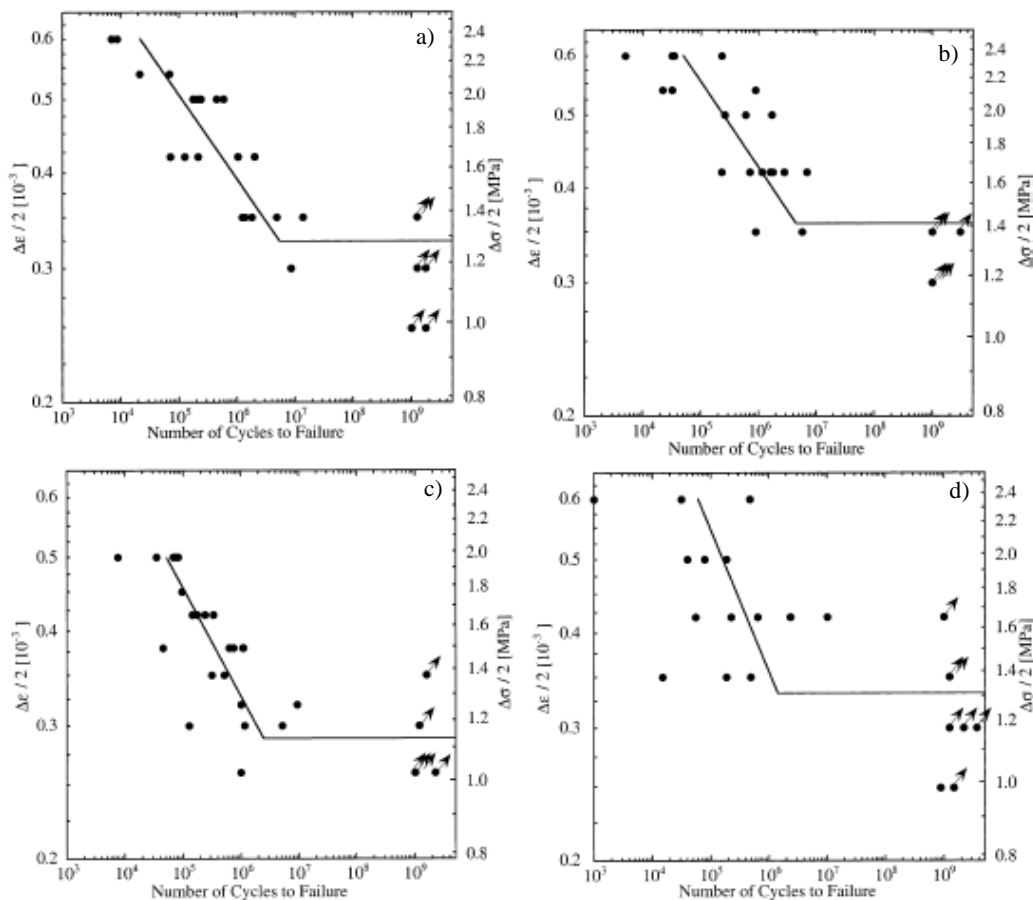 a)
0.6
0.5
0.4
0.3
0.2
Δε / 2 [10⁻³ ]
2.4
2.2
2.0
1.8
1.6
1.4
1.2
1.0
0.8
Δσ / 2 [MPa]
10³ 10⁴ 10⁵ 10⁶ 10⁷ 10⁸ 10⁹
Number of Cycles to Failure
b)
0.6
0.5
0.4
0.3
0.2
Δε / 2 [10⁻³ ]
2.4
2.2
2.0
1.8
1.6
1.4
1.2
1.0
0.8
Δσ / 2 [MPa]
10³ 10⁴ 10⁵ 10⁶ 10⁷ 10⁸ 10⁹
Number of Cycles to Failure
c)
0.6
0.5
0.4
0.3
0.2
Δε / 2 [10⁻³ ]
2.4
2.2
2.0
1.8
1.6
1.4
1.2
1.0
0.8
Δσ / 2 [MPa]
10³ 10⁴ 10⁵ 10⁶ 10⁷ 10⁸ 10⁹
Number of Cycles to Failure
d)
0.6
0.5
0.4
0.3
0.2
Δε / 2 [10⁻³ ]
2.4
2.2
2.0
1.8
1.6
1.4
1.2
1.0
0.8
Δσ / 2 [MPa]
10³ 10⁴ 10⁵ 10⁶ 10⁷ 10⁸ 10⁹
Number of Cycles to Failure